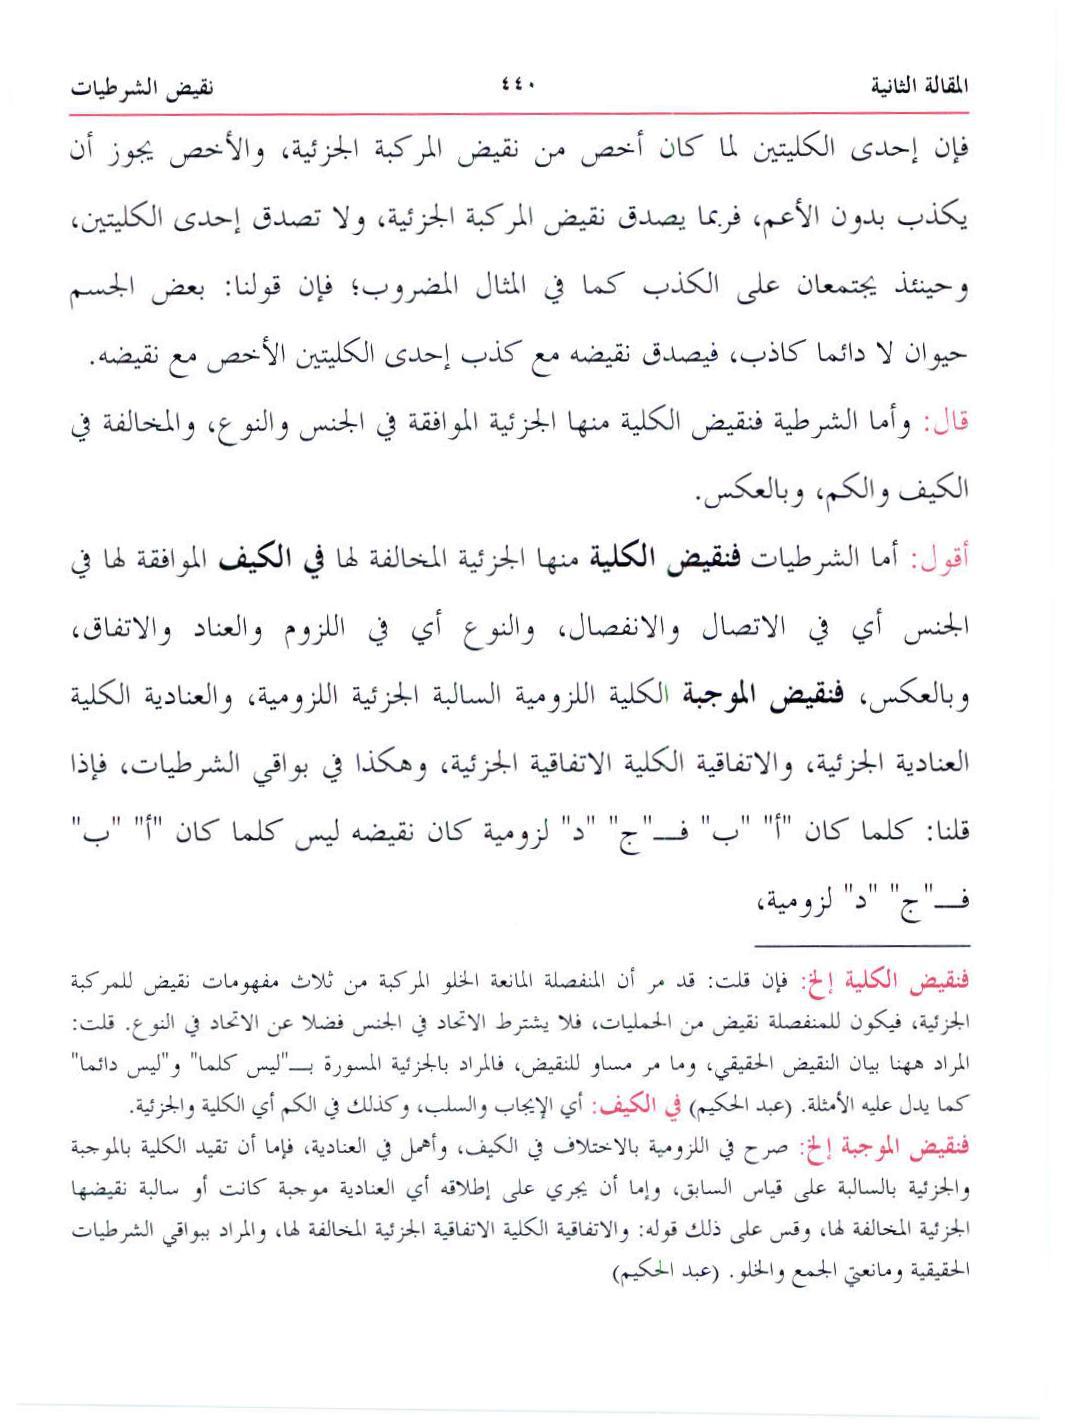 المقالة الثانية ٤٤٠ نقيض الشرطيات
فإن إحدى الكليتين لما كان أخص من نقيض المركبة الجزئية، والأخص يجوز أن
يكذب بدون الأعم، فربما يصدق نقيض المركبة الجزئية، ولا تصدق إحدى الكليتين،
وحينئذ يجتمعان على الكذب كما في المثال المضروب؛ فإن قولنا: بعض الجسم
حيوان لا دائما كاذب، فيصدق نقيضه مع كذب إحدى الكليتين الأخص مع نقيضه.
قال: وأما الشرطية فنقيض الكلية منها الجزئية الموافقة في الجنس والنوع، والمخالفة في
الكيف والكم، وبالعكس.
أقول: أما الشرطيات فنقيض الكلية منها الجزئية المخالفة لها في الكيف الموافقة لها في
الجنس أي في الاتصال والانفصال، والنوع أي في اللزوم والعناد والاتفاق،
وبالعكس، فنقيض الموجبة الكلية اللزومية السالبة الجزئية اللزومية، والعنادية الكلية
العنادية الجزئية، والاتفاقية الكلية الاتفاقية الجزئية، وهكذا في بواقي الشرطيات، فإذا
قلنا: كلما كان "أ" "ب" فــ"ج" "د" لزومية كان نقيضه ليس كلما كان "أ" "ب"
فــ"ج" "د" لزومية،
فنقيض الكلية إلخ: فإن قلت: قد مر أن المنفصلة المانعة الخلو المركبة من ثلاث مفهومات نقيض للمركبة
الجزئية، فيكون للمنفصلة نقيض من الحمليات، فلا يشترط الاتحاد في الجنس فضلا عن الاتحاد في النوع. قلت:
المراد ههنا بيان النقيض الحقيقي، وما مر مساو للنقيض، فالمراد بالجزئية المسورة بــ"ليس كلما" و"ليس دائما"
كما يدل عليه الأمثلة. (عبد الحكيم) في الكيف: أي الإيجاب والسلب، وكذلك في الكم أي الكلية والجزئية.
فنقيض الموجبة إلخ: صرح في اللزومية بالاختلاف في الكيف، وأهمل في العنادية، فإما أن تقيد الكلية بالموجبة
والجزئية بالسالبة على قياس السابق، وإما أن يجري على إطلاقه أي العنادية موجبة كانت أو سالبة نقيضها
الجزئية المخالفة لها، وقس على ذلك قوله: والاتفاقية الكلية الاتفاقية الجزئية المخالفة لها، والمراد ببواقي الشرطيات
الحقيقية ومانعتي الجمع والخلو. (عبد الحكيم)